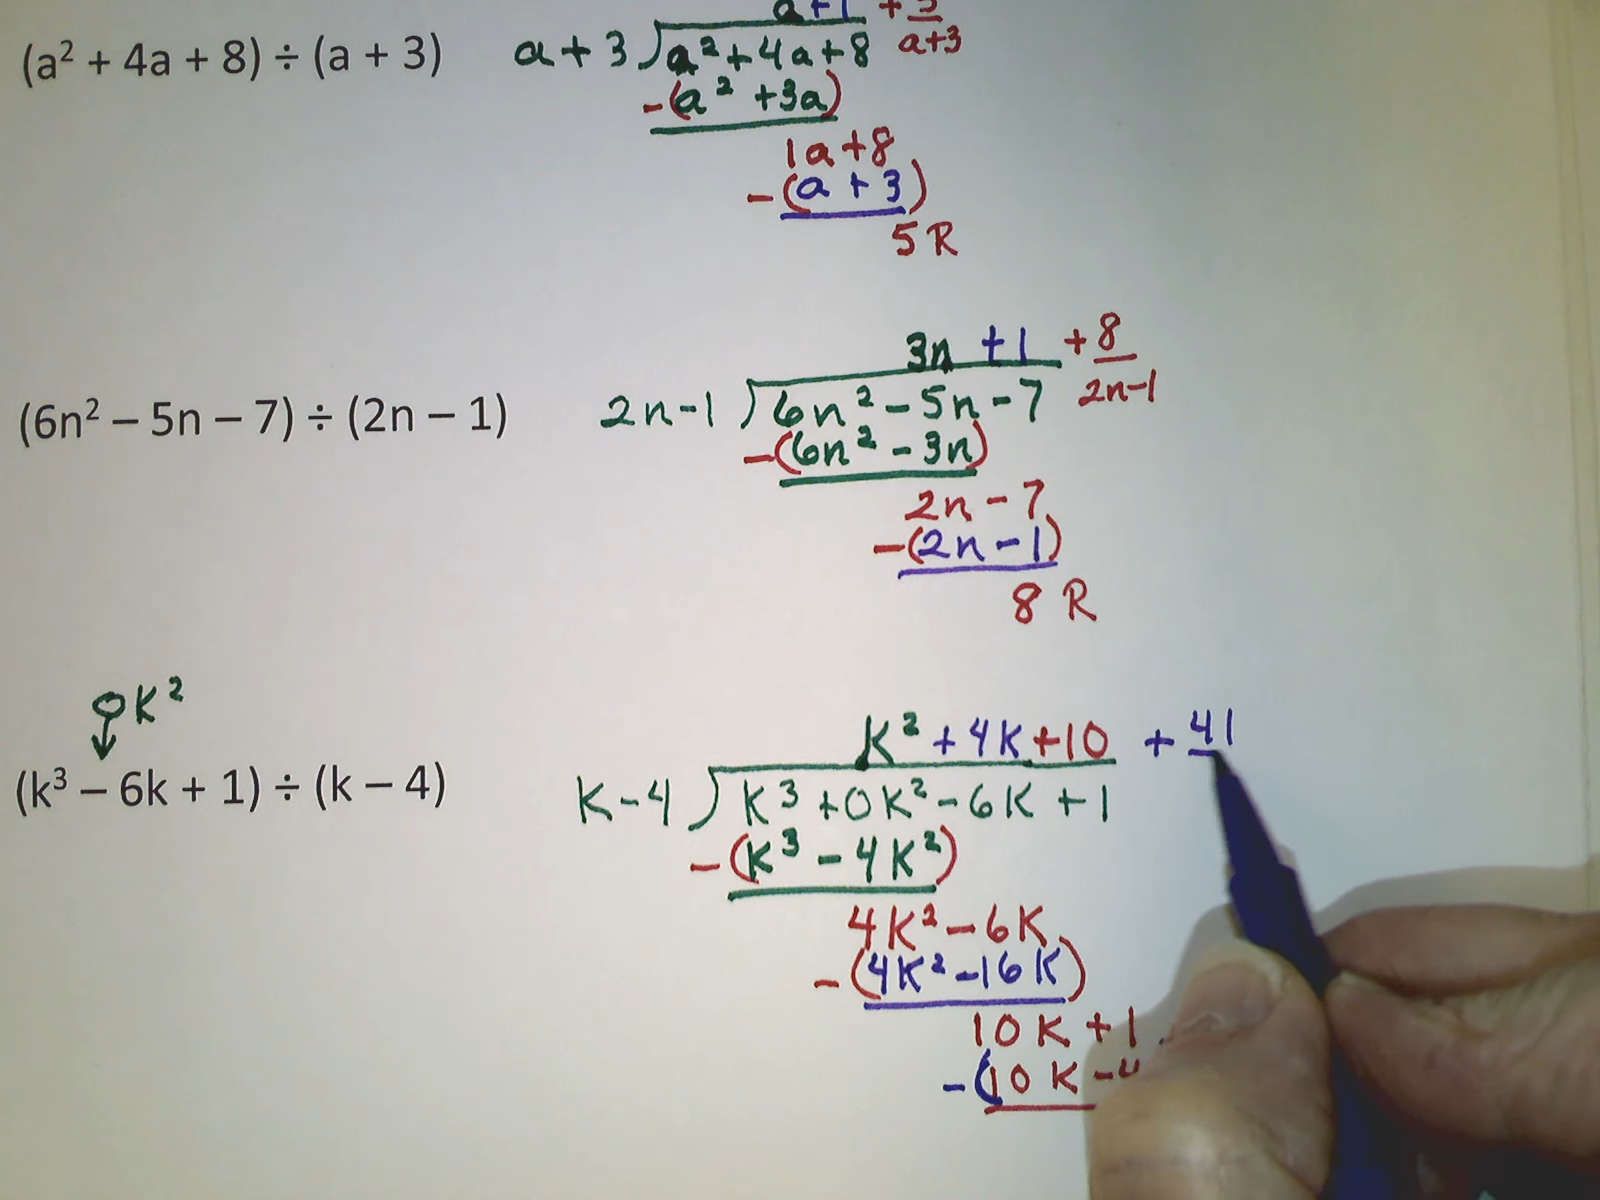 a + 1 + 5
(a² + 4a + 8) ÷ (a + 3) a + 3 ) a² + 4a + 8 a+3
-(a² + 3a)
1a + 8
-(a + 3)
5 R
3n + 1 + 8
(6n² – 5n – 7) ÷ (2n – 1) 2n - 1 ) 6n² - 5n - 7 2n-1
-(6n² - 3n)
2n - 7
-(2n - 1)
8 R
0k²
k² + 4k + 10 + 41
(k³ – 6k + 1) ÷ (k – 4) k - 4 ) k³ + 0k² - 6k + 1
-(k³ - 4k²)
4k² - 6k
-(4k² - 16k)
10k + 1
-(10k - 4